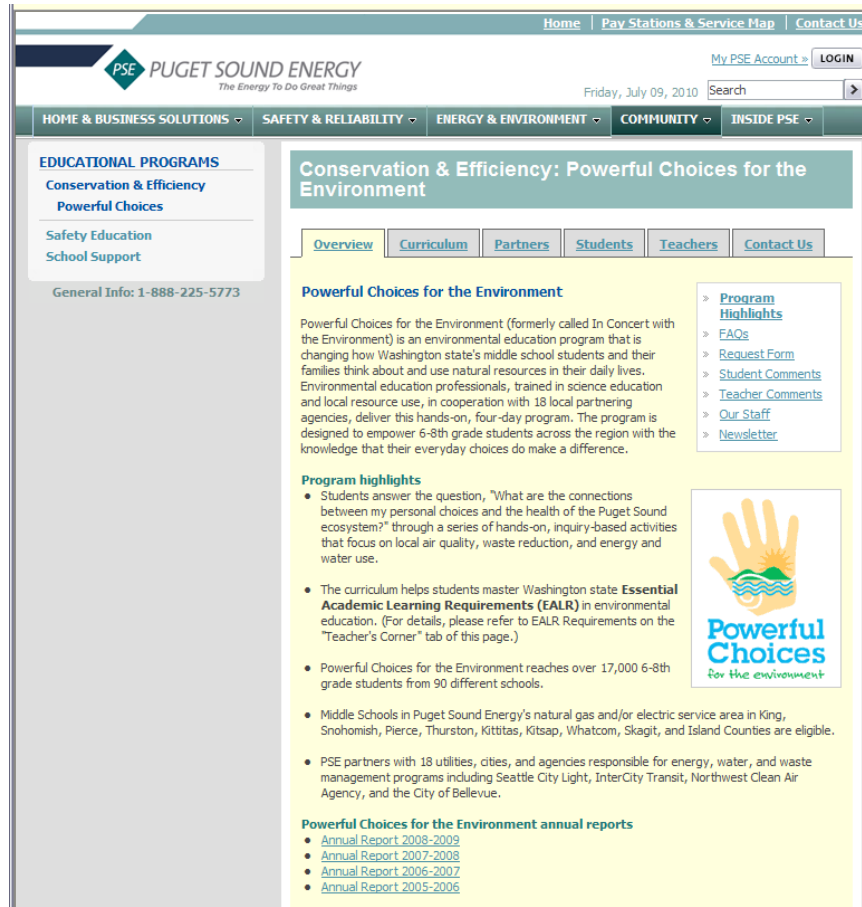 Home | Pay Stations & Service Map | Contact Us
PSE PUGET SOUND ENERGY
The Energy To Do Great Things
My PSE Account » LOGIN
Friday, July 09, 2010 Search
HOME & BUSINESS SOLUTIONS SAFETY & RELIABILITY ENERGY & ENVIRONMENT COMMUNITY INSIDE PSE
EDUCATIONAL PROGRAMS
Conservation & Efficiency
Powerful Choices
Safety Education
School Support
General Info: 1-888-225-5773
Conservation & Efficiency: Powerful Choices for the
Environment
Overview Curriculum Partners Students Teachers Contact Us
Powerful Choices for the Environment
Powerful Choices for the Environment (formerly called In Concert with
the Environment) is an environmental education program that is
changing how Washington state's middle school students and their
families think about and use natural resources in their daily lives.
Environmental education professionals, trained in science education
and local resource use, in cooperation with 18 local partnering
agencies, deliver this hands-on, four-day program. The program is
designed to empower 6-8th grade students across the region with the
knowledge that their everyday choices do make a difference.
» Program
Highlights
» FAQs
» Request Form
» Student Comments
» Teacher Comments
» Our Staff
» Newsletter
Program highlights
• Students answer the question, "What are the connections
between my personal choices and the health of the Puget Sound
ecosystem?" through a series of hands-on, inquiry-based activities
that focus on local air quality, waste reduction, and energy and
water use.
• The curriculum helps students master Washington state Essential
Academic Learning Requirements (EALR) in environmental
education. (For details, please refer to EALR Requirements on the
"Teacher's Corner" tab of this page.)
• Powerful Choices for the Environment reaches over 17,000 6-8th
grade students from 90 different schools.
Powerful
Choices
for the environment
• Middle Schools in Puget Sound Energy's natural gas and/or electric service area in King,
Snohomish, Pierce, Thurston, Kittitas, Kitsap, Whatcom, Skagit, and Island Counties are eligible.
• PSE partners with 18 utilities, cities, and agencies responsible for energy, water, and waste
management programs including Seattle City Light, InterCity Transit, Northwest Clean Air
Agency, and the City of Bellevue.
Powerful Choices for the Environment annual reports
• Annual Report 2008-2009
• Annual Report 2007-2008
• Annual Report 2006-2007
• Annual Report 2005-2006